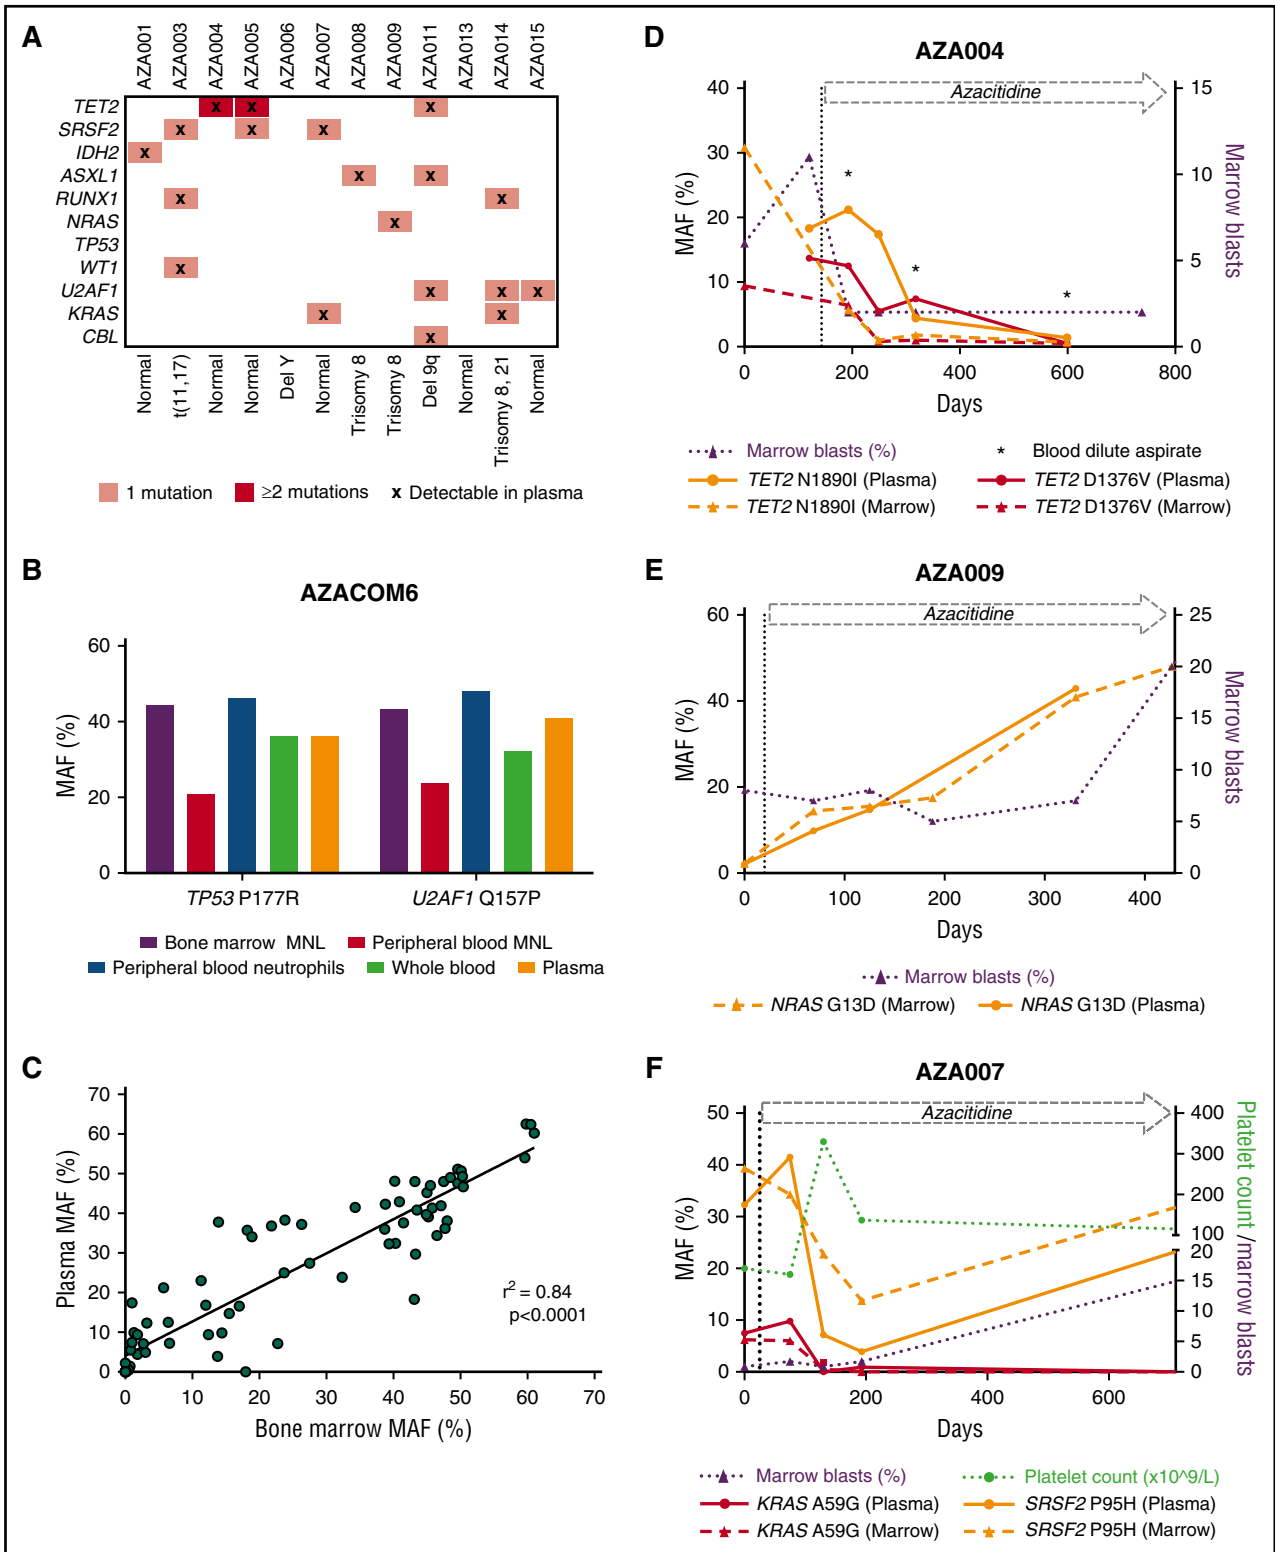 A
AZA001
AZA003
AZA004
AZA005
AZA006
AZA007
AZA008
AZA009
AZA011
AZA013
AZA014
AZA015
TET2 x x x
SRSF2 x x x
IDH2 x
ASXL1 x x
RUNX1 x x
NRAS x
TP53
WT1 x
U2AF1 x x x
KRAS x x
CBL x
Normal
t(11,17)
Normal
Normal
Del Y
Normal
Trisomy 8
Trisomy 8
Del 9q
Normal
Trisomy 8, 21
Normal
1 mutation ≥2 mutations x Detectable in plasma
B
AZACOM6
MAF (%)
60
40
20
0
TP53 P177R U2AF1 Q157P
Bone marrow MNL Peripheral blood MNL
Peripheral blood neutrophils Whole blood Plasma
C
Plasma MAF (%)
70
60
50
40
30
20
10
0
r2 = 0.84
p<0.0001
0 10 20 30 40 50 60 70
Bone marrow MAF (%)
D
AZA004
Azacitidine
MAF (%)
40
30
20
10
0
* * *
15
10
5
0
Marrow blasts
0 200 400 600 800
Days
Marrow blasts (%) * Blood dilute aspirate
TET2 N1890I (Plasma) TET2 D1376V (Plasma)
TET2 N1890I (Marrow) TET2 D1376V (Marrow)
E
AZA009
Azacitidine
MAF (%)
60
40
20
0
25
20
15
10
5
0
Marrow blasts
0 100 200 300 400
Days
Marrow blasts (%)
NRAS G13D (Marrow) NRAS G13D (Plasma)
F
AZA007
Azacitidine
MAF (%)
50
40
30
20
10
0
400
300
200
100
20
15
10
5
0
Platelet count /marrow blasts
0 200 400 600
Days
Marrow blasts (%) Platelet count (x10^9/L)
KRAS A59G (Plasma) SRSF2 P95H (Plasma)
KRAS A59G (Marrow) SRSF2 P95H (Marrow)